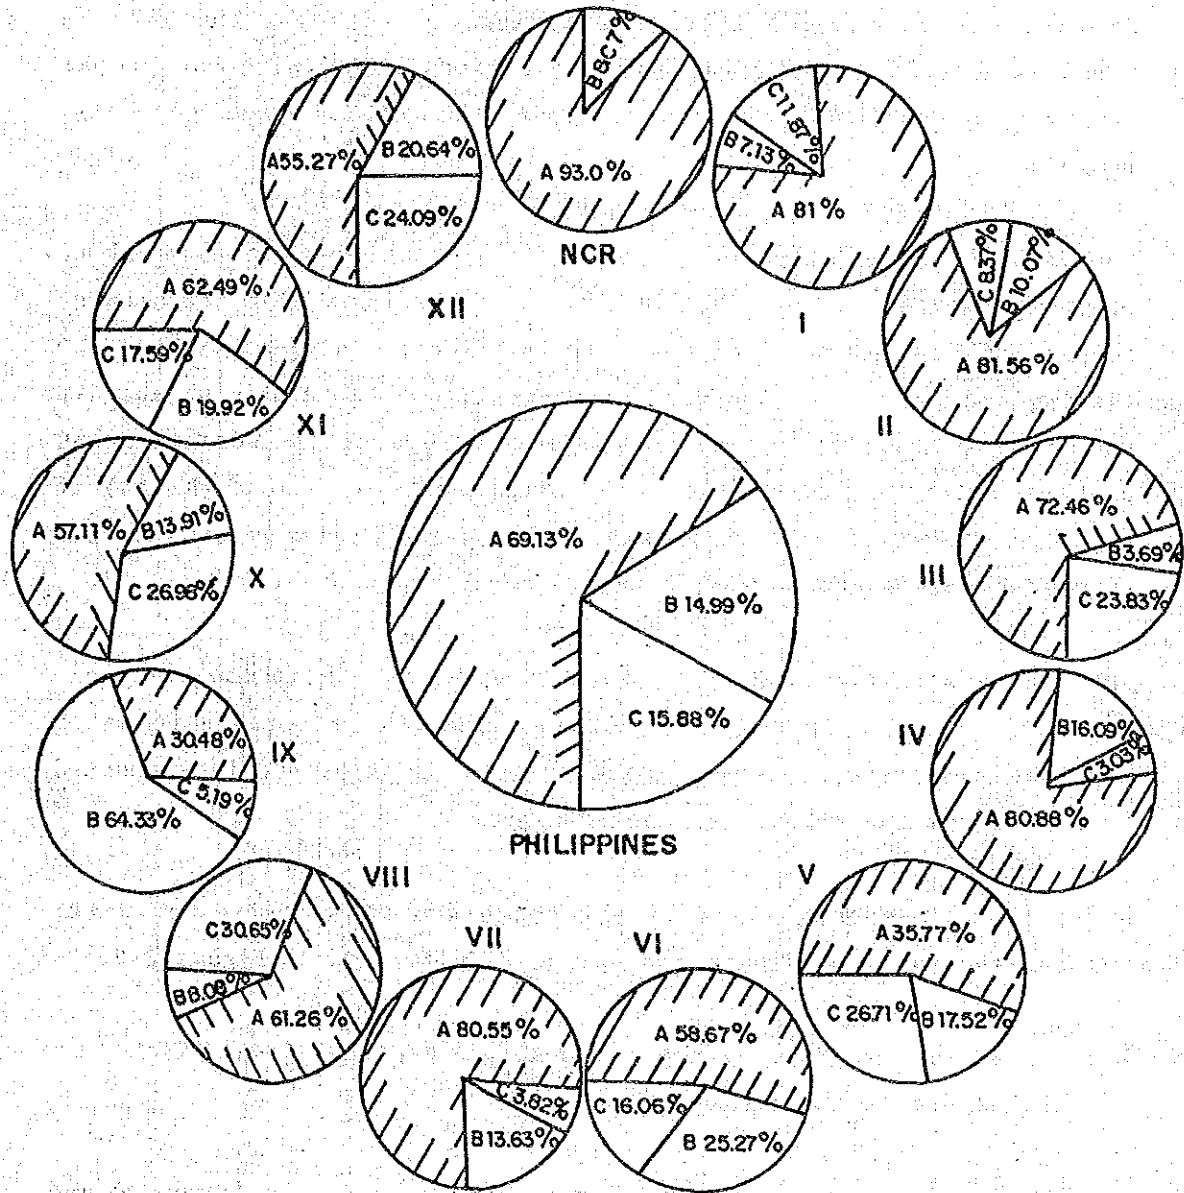 B&C 7%
A 93.0%
NCR
C 11.87%
B 7.13%
A 81%
I
C 8.37%
B 10.07%
A 81.56%
II
A 72.46%
B 3.69%
C 23.83%
III
B 16.09%
C 3.03%
A 80.88%
IV
A 35.77%
C 26.71%
B 17.52%
V
A 58.67%
C 16.06%
B 25.27%
VI
A 80.55%
C 3.82%
B 13.63%
VII
C 30.65%
B 8.09%
A 61.26%
VIII
A 30.48%
C 5.19%
B 64.33%
IX
A 57.11%
B 13.91%
C 26.98%
X
A 62.49%
C 17.59%
B 19.92%
XI
A 55.27%
B 20.64%
C 24.09%
XII
A 69.13%
B 14.99%
C 15.88%
PHILIPPINES